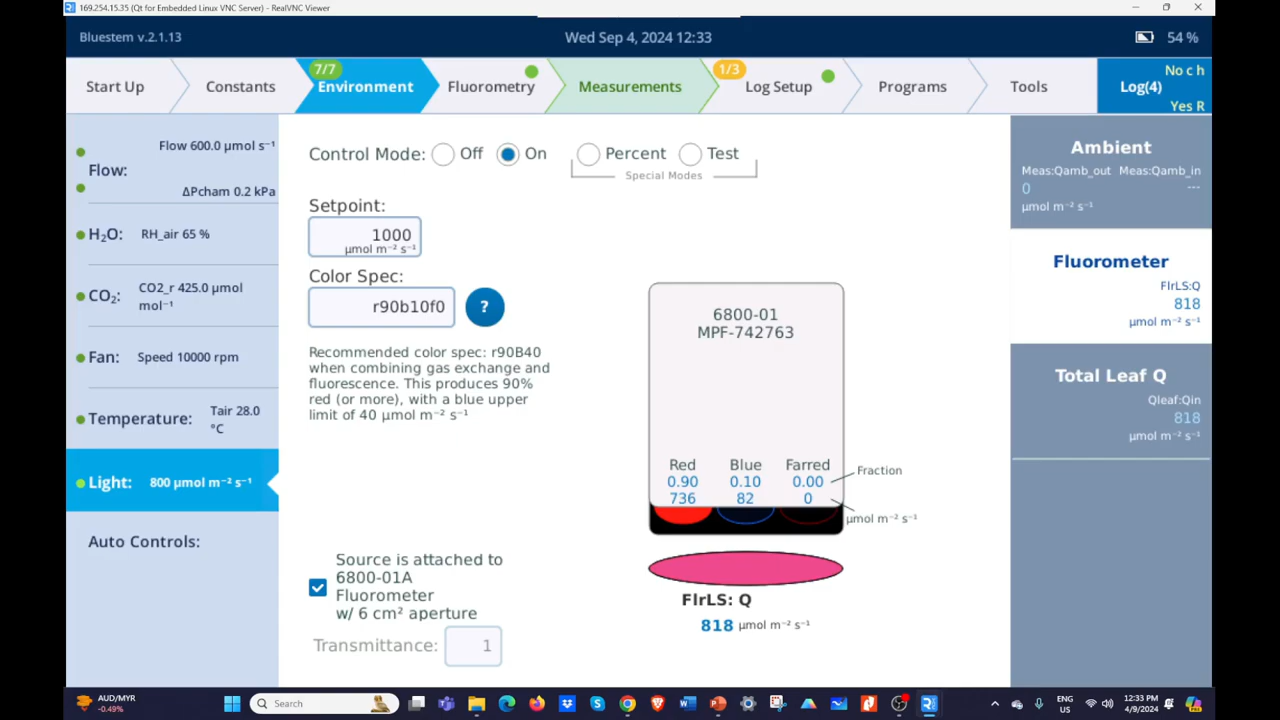 169.254.15.35 (Qt for Embedded Linux VNC Server) - RealVNC Viewer
Bluestem v.2.1.13
Wed Sep 4, 2024 12:33
54 %
Start Up
Constants
7/7
Environment
Fluorometry
Measurements
1/3
Log Setup
Programs
Tools
Log(4)
No c h
Yes R
Flow:
Flow 600.0 µmol s⁻¹
ΔPcham 0.2 kPa
H₂O:
RH_air 65 %
CO₂:
CO2_r 425.0 µmol
mol⁻¹
Fan:
Speed 10000 rpm
Temperature:
Tair 28.0
°C
Light:
800 µmol m⁻² s⁻¹
Auto Controls:
Control Mode:
Off
On
Percent
Test
Special Modes
Setpoint:
1000
µmol m⁻² s⁻¹
Color Spec:
r90b10f0
?
Recommended color spec: r90B40
when combining gas exchange and
fluorescence. This produces 90%
red (or more), with a blue upper
limit of 40 µmol m⁻² s⁻¹
Source is attached to
6800-01A
Fluorometer
w/ 6 cm² aperture
Transmittance:
1
6800-01
MPF-742763
Red Blue Farred
0.90 0.10 0.00
736 82 0
Fraction
µmol m⁻² s⁻¹
FlrLS: Q
818 µmol m⁻² s⁻¹
Ambient
Meas:Qamb_out Meas:Qamb_in
0 ---
µmol m⁻² s⁻¹
Fluorometer
FlrLS:Q
818
µmol m⁻² s⁻¹
Total Leaf Q
Qleaf:Qin
818
µmol m⁻² s⁻¹
AUD/MYR
-0.49%
Search
ENG
US
12:33 PM
4/9/2024